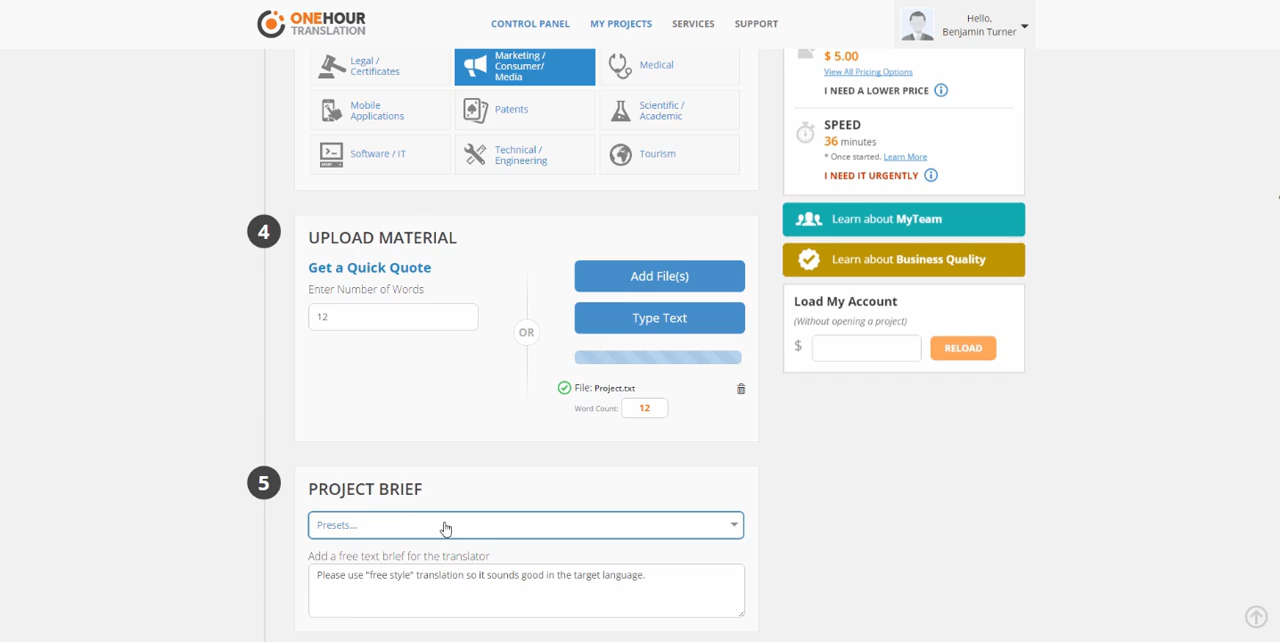 ONEHOUR
TRANSLATION
CONTROL PANEL
MY PROJECTS
SERVICES
SUPPORT
Hello,
Benjamin Turner
Legal /
Certificates
Marketing /
Consumer/
Media
Medical
Mobile
Applications
Patents
Scientific /
Academic
Software / IT
Technical /
Engineering
Tourism
$ 5.00
View All Pricing Options
I NEED A LOWER PRICE
SPEED
36 minutes
* Once started. Learn More
I NEED IT URGENTLY
Learn about MyTeam
Learn about Business Quality
Load My Account
(Without opening a project)
$
RELOAD
4
UPLOAD MATERIAL
Get a Quick Quote
Enter Number of Words
12
OR
Add File(s)
Type Text
File: Project.txt
Word Count: 12
5
PROJECT BRIEF
Presets...
Add a free text brief for the translator
Please use "free style" translation so it sounds good in the target language.